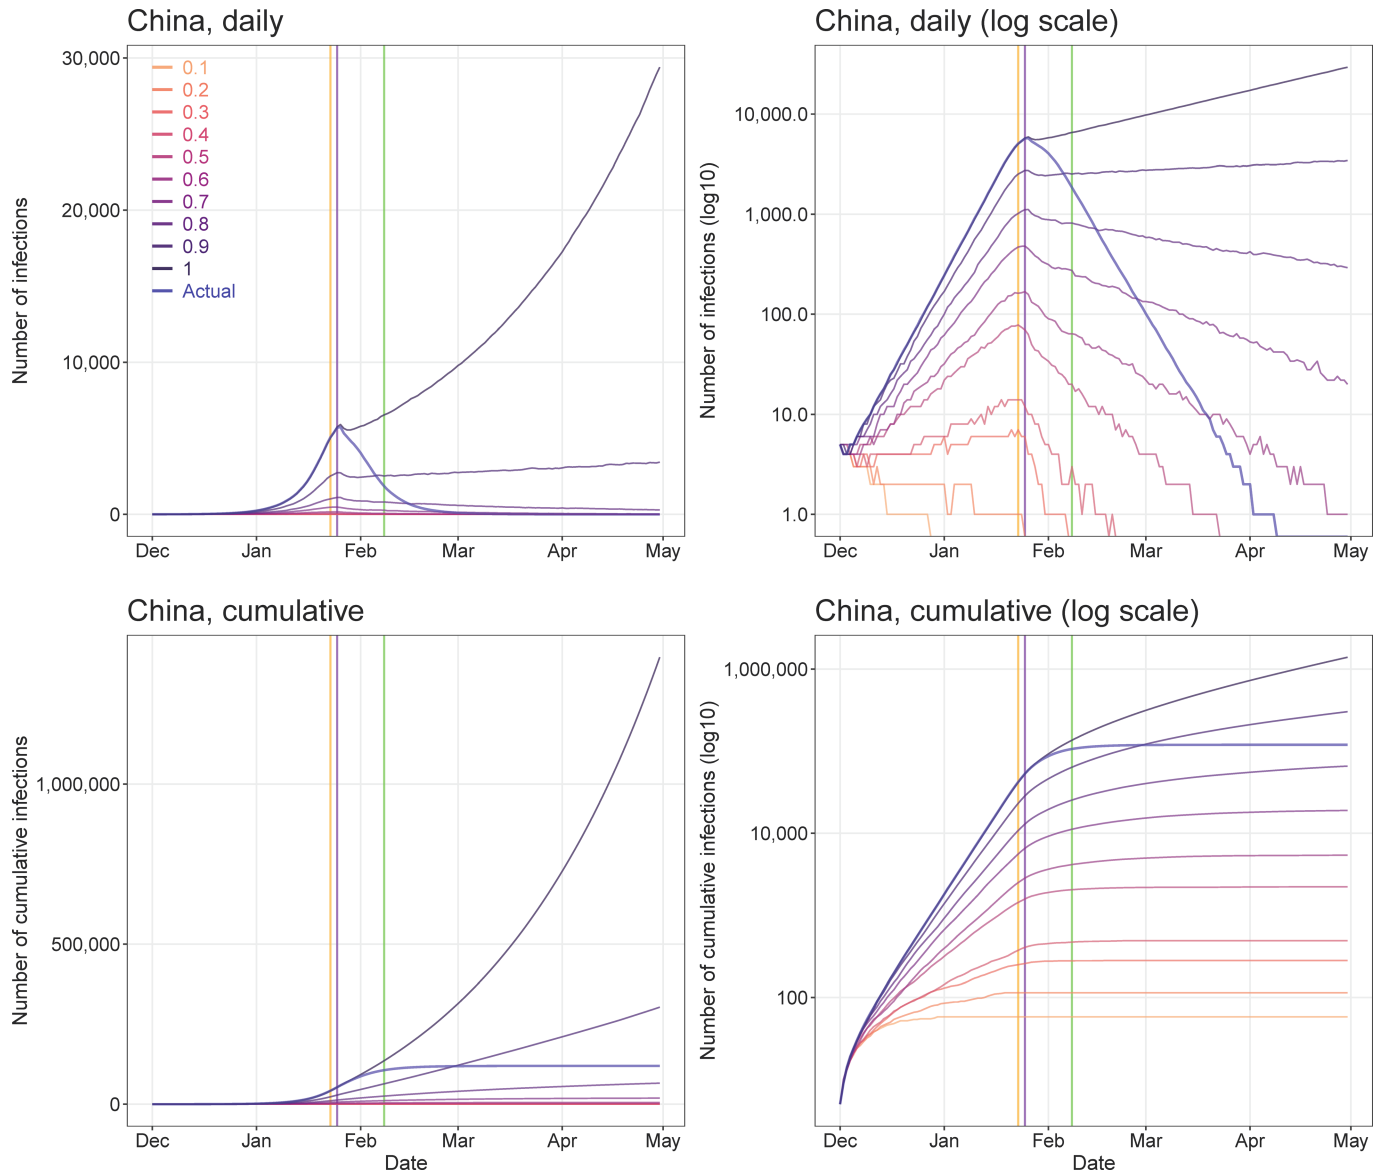 China, daily
Number of infections
30,000
20,000
10,000
0
0.1
0.2
0.3
0.4
0.5
0.6
0.7
0.8
0.9
1
Actual
Dec Jan Feb Mar Apr May
China, daily (log scale)
Number of infections (log10)
10,000.0
1,000.0
100.0
10.0
1.0
Dec Jan Feb Mar Apr May
China, cumulative
Number of cumulative infections
1,000,000
500,000
0
Dec Jan Feb Mar Apr May
Date
China, cumulative (log scale)
Number of cumulative infections (log10)
1,000,000
10,000
100
Dec Jan Feb Mar Apr May
Date